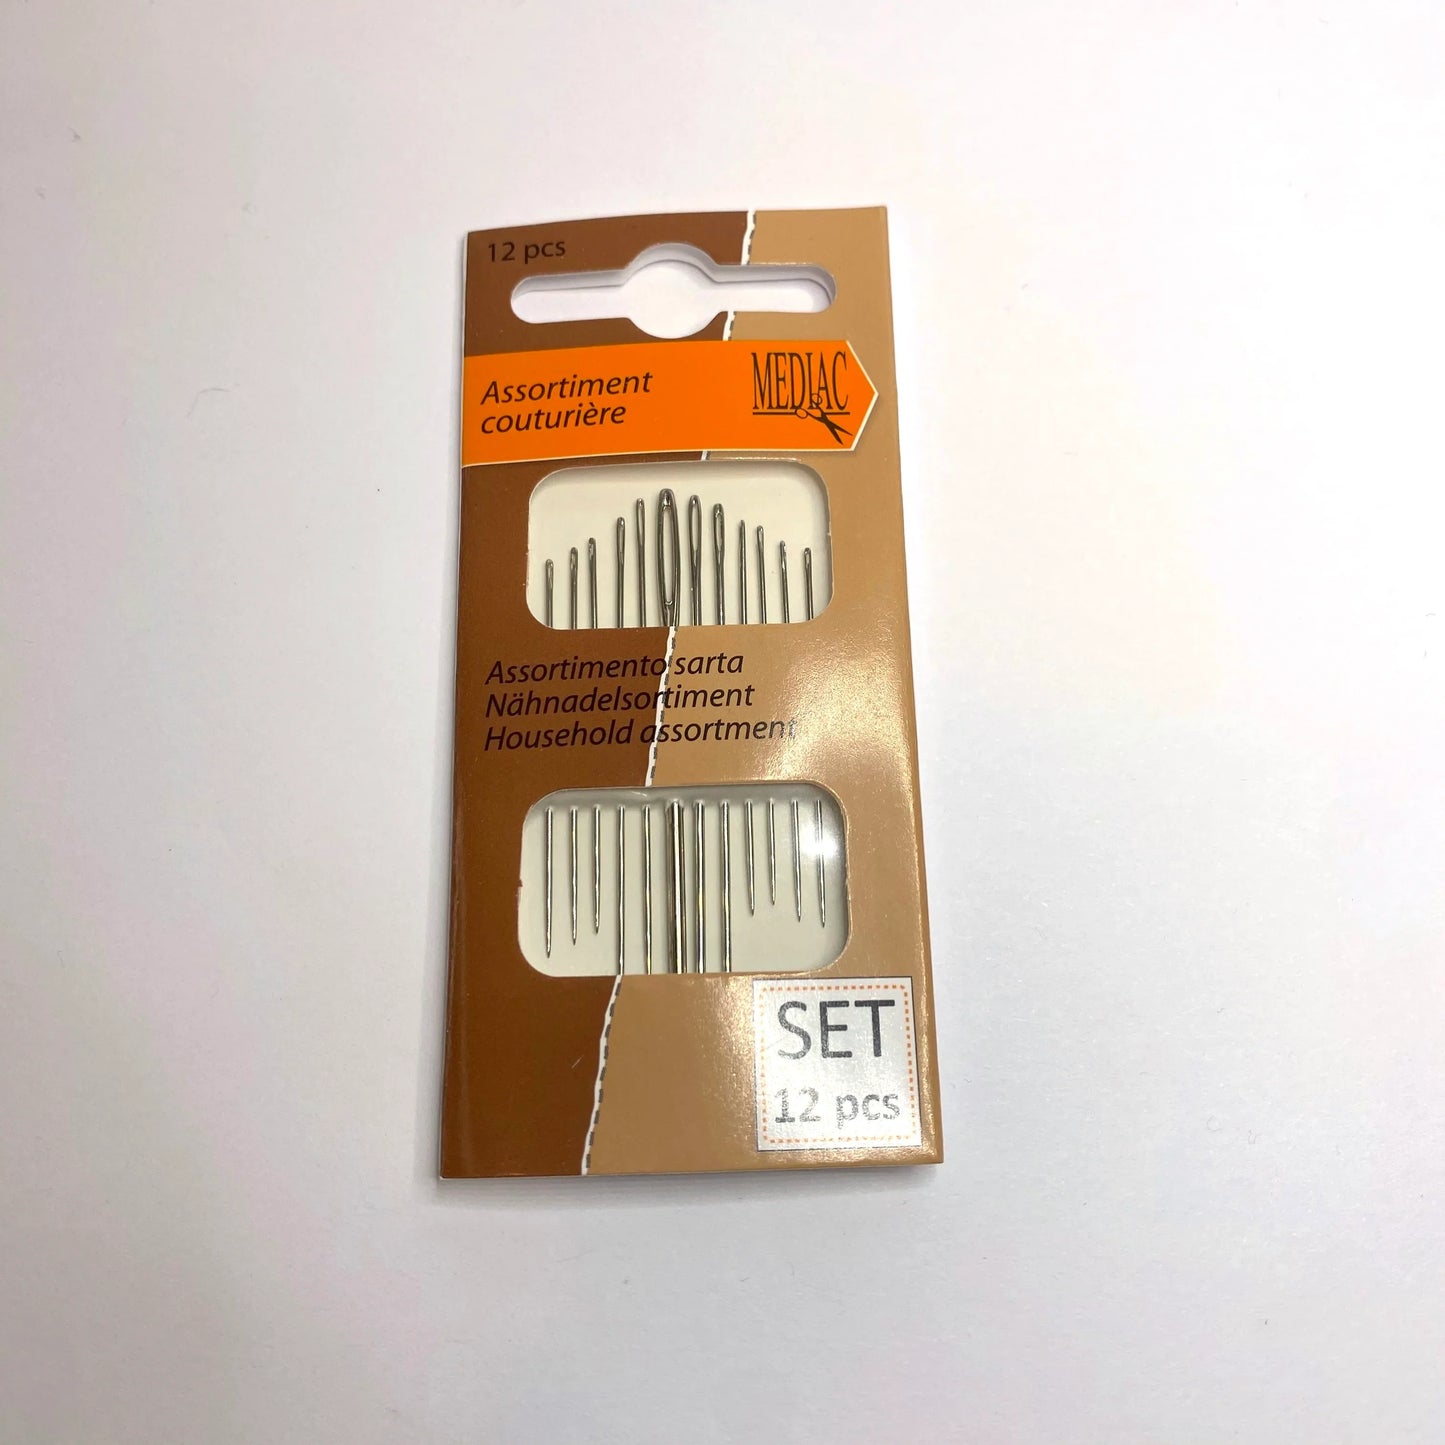 12 pcs
Assortiment
couturière
MEDIAC
Assortimento sarta
Nähnadelsortiment
Household assortment
SET
12 pcs